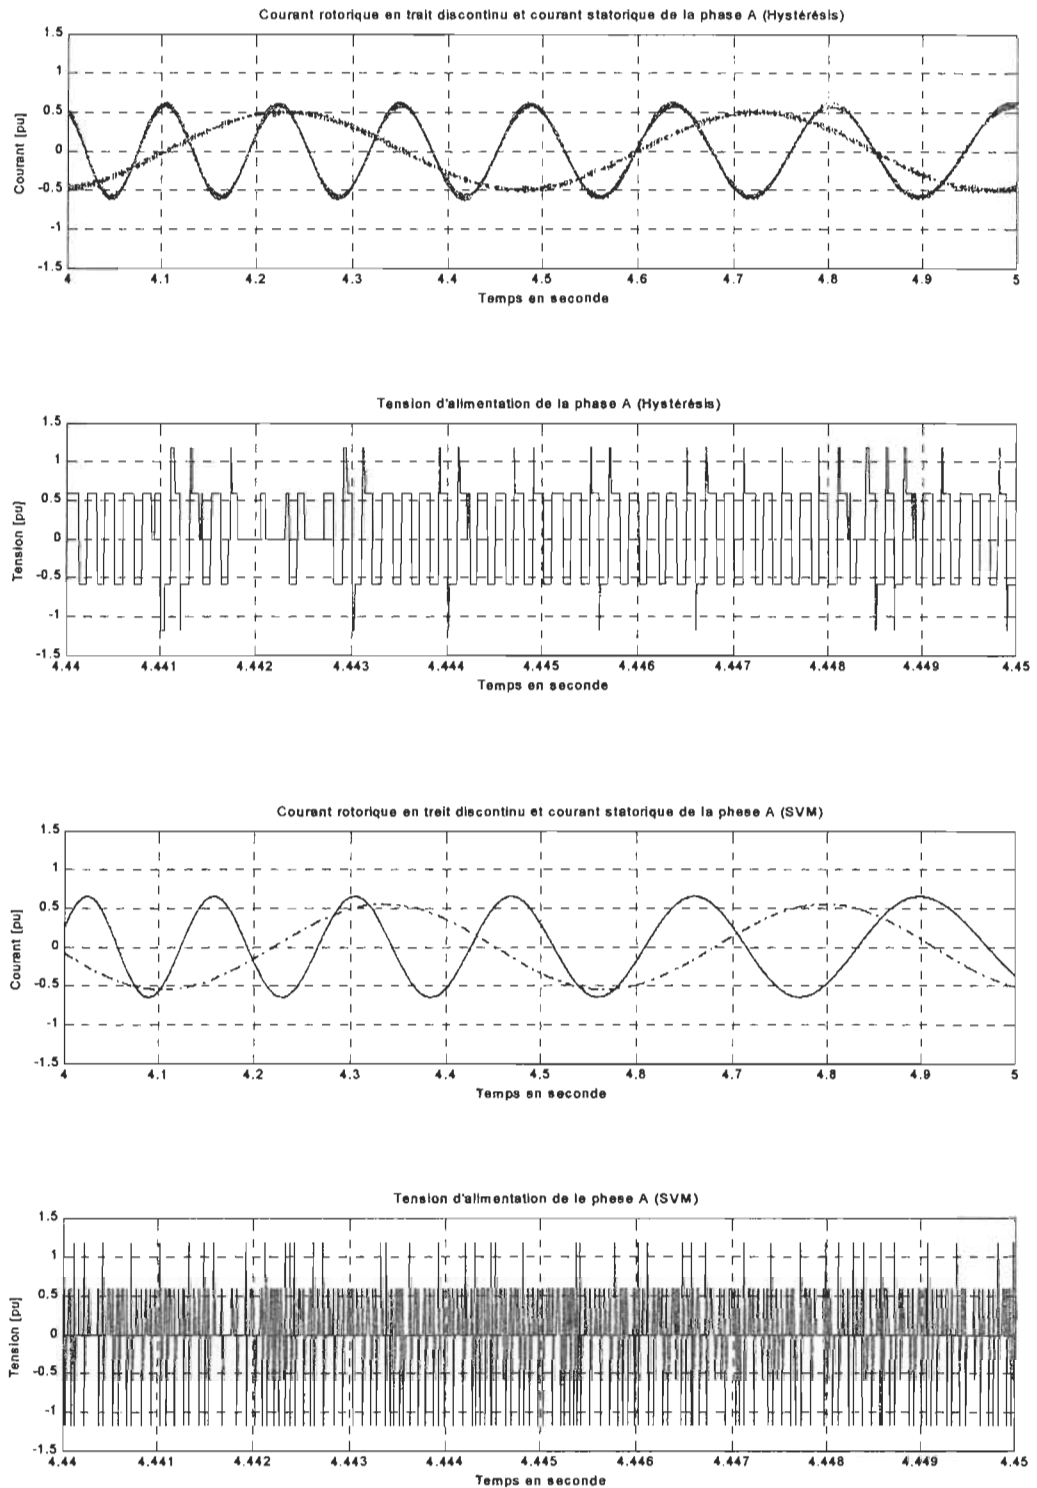 Courant rotorique en trait discontinu et courant statorique de la phase A (Hystérésis)
1.5
1
0.5
0
-0.5
-1
-1.5
Courant [pu]
4 4.1 4.2 4.3 4.4 4.5 4.6 4.7 4.8 4.9 5
Temps en seconde
Tension d'alimentation de la phase A (Hystérésis)
1.5
1
0.5
0
-0.5
-1
-1.5
Tension [pu]
4.44 4.441 4.442 4.443 4.444 4.445 4.446 4.447 4.448 4.449 4.45
Temps en seconde
Courant rotorique en treit discontinu et courant statorique de la phase A (SVM)
1.5
1
0.5
0
-0.5
-1
-1.5
Courant [pu]
4 4.1 4.2 4.3 4.4 4.5 4.6 4.7 4.8 4.9 5
Temps en seconde
Tension d'alimentation de le phese A (SVM)
1.5
1
0.5
0
-0.5
-1
-1.5
Tension [pu]
4.44 4.441 4.442 4.443 4.444 4.445 4.446 4.447 4.448 4.449 4.45
Temps en seconde